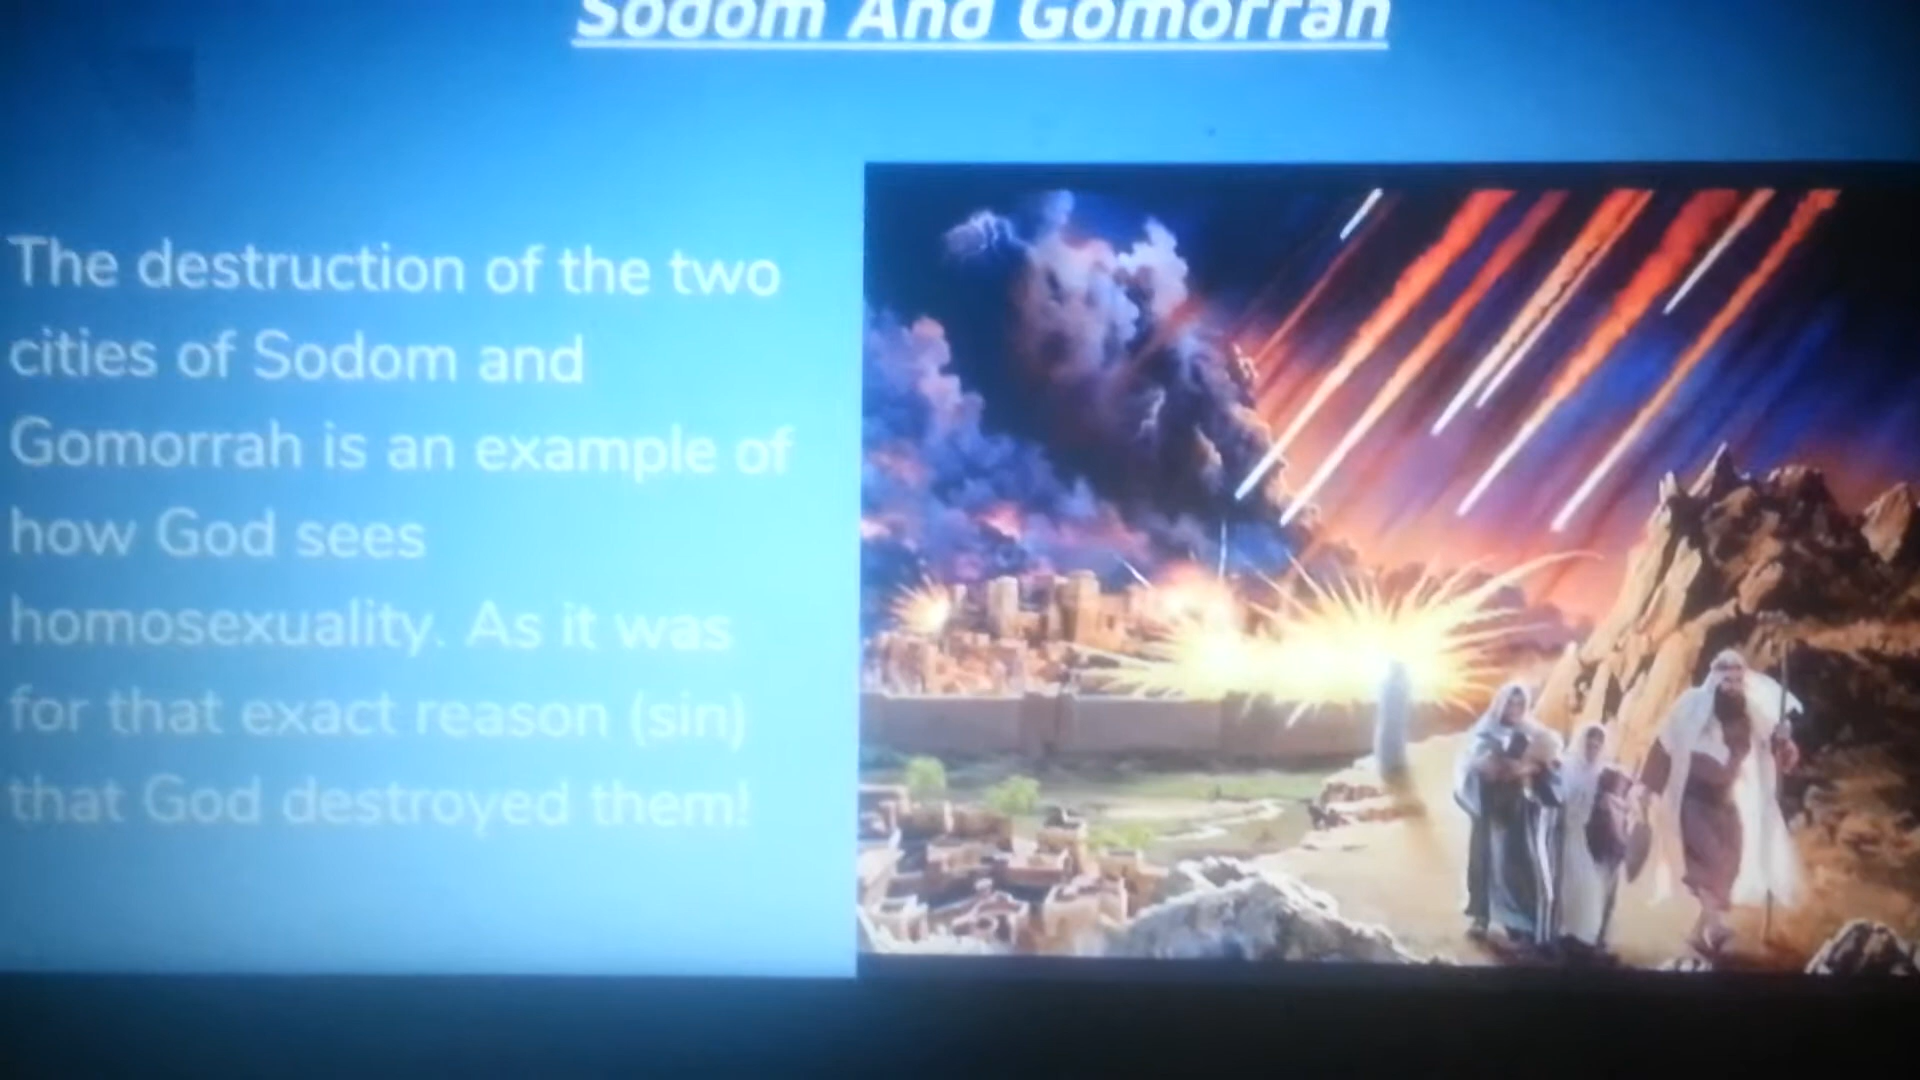 Sodom And Gomorrah
The destruction of the two
cities of Sodom and
Gomorrah is an example of
how God sees
homosexuality. As it was
for that exact reason (sin)
that God destroyed them!